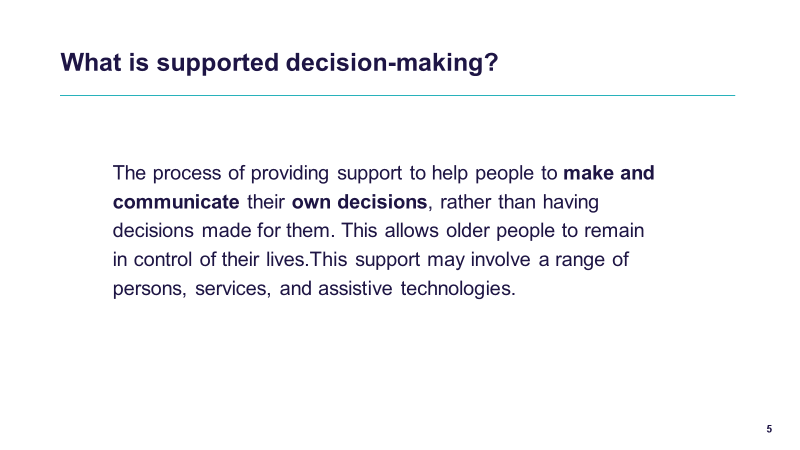 What is supported decision-making?
The process of providing support to help people to make and
communicate their own decisions, rather than having
decisions made for them. This allows older people to remain
in control of their lives.This support may involve a range of
persons, services, and assistive technologies.
5